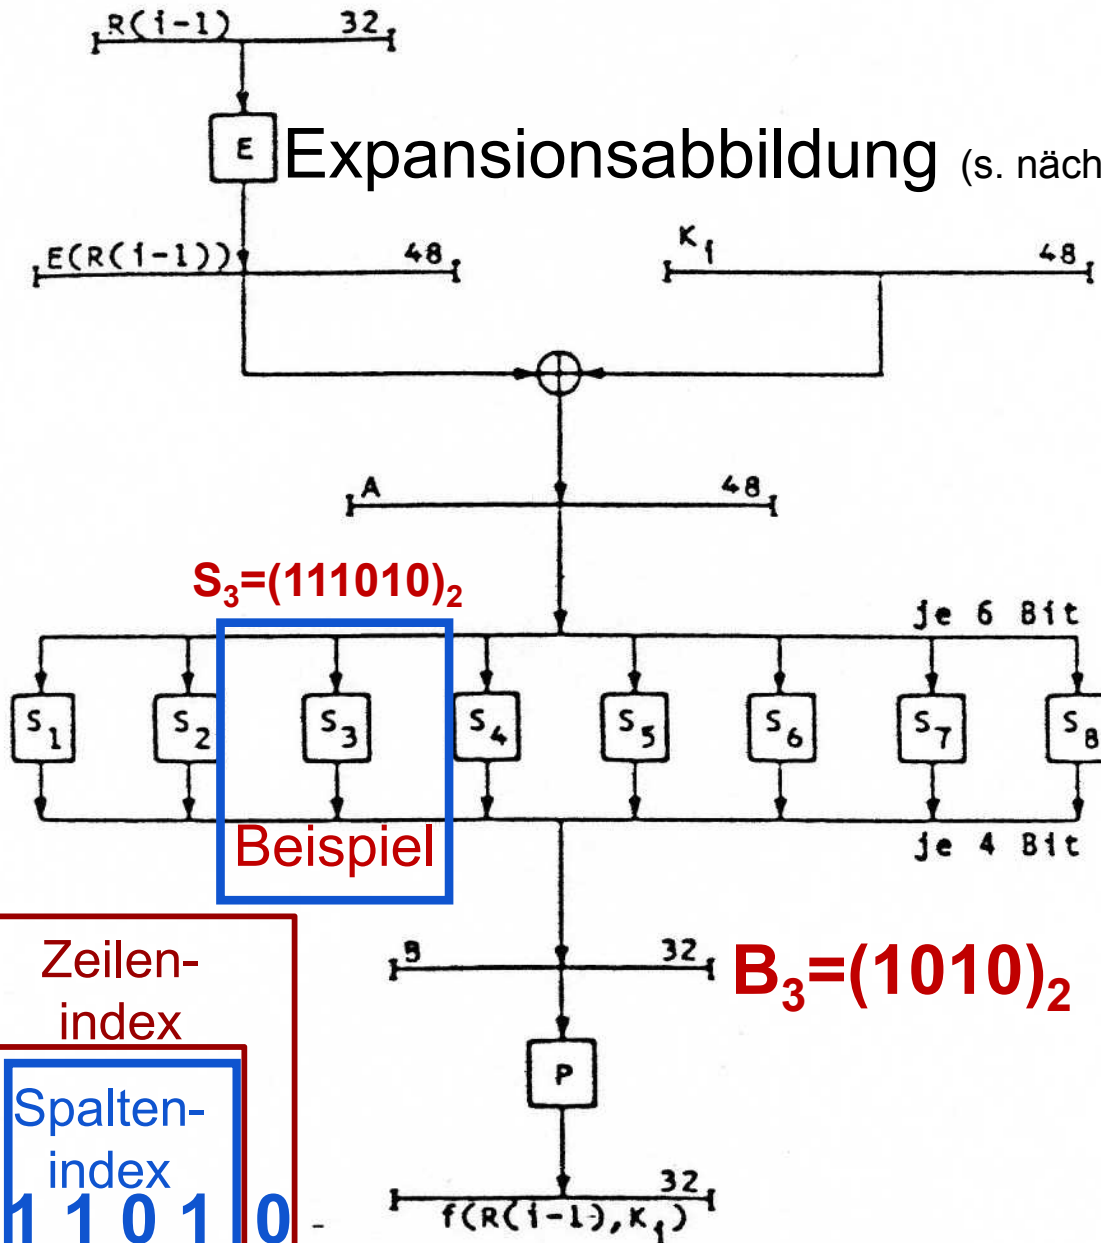 R(i-1) 32
E
Expansionsabbildung (s. näch
E(R(i-1)) 48
K i 48
A 48
S3=(111010)2
je 6 Bit
S1 S2 S3 S4 S5 S6 S7 S8
Beispiel
je 4 Bit
B 32
B3=(1010)2
Zeilen-
index
P
Spalten-
index
1 1 0 1 0 -
32
f(R(i-1),Ki)